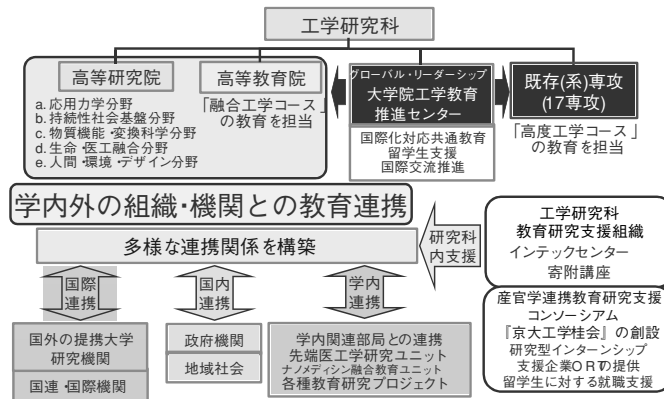 工学研究科
高等研究院
a. 応用力学分野
b. 持続性社会基盤分野
c. 物質機能・変換科学分野
d. 生命・医工融合分野
e. 人間・環境・デザイン分野
高等教育院
「融合工学コース」
の教育を担当
グローバル・リーダーシップ
大学院工学教育
推進センター
国際化対応共通教育
留学生支援
国際交流推進
既存(系)専攻
(17専攻)
「高度工学コース」
の教育を担当
学内外の組織・機関との教育連携
多様な連携関係を構築
研究科
内支援
工学研究科
教育研究支援組織
インテックセンター
寄附講座
国際
連携
国内
連携
学内
連携
産官学連携教育研究支援
コンソーシアム
『京大工学桂会』の創設
研究型インターンシップ
支援企業ORTの提供
留学生に対する就職支援
国外の提携大学
研究機関
国連・国際機関
政府機関
地域社会
学内関連部局との連携
先端医工学研究ユニット
ナノメディシン融合教育ユニット
各種教育研究プロジェクト